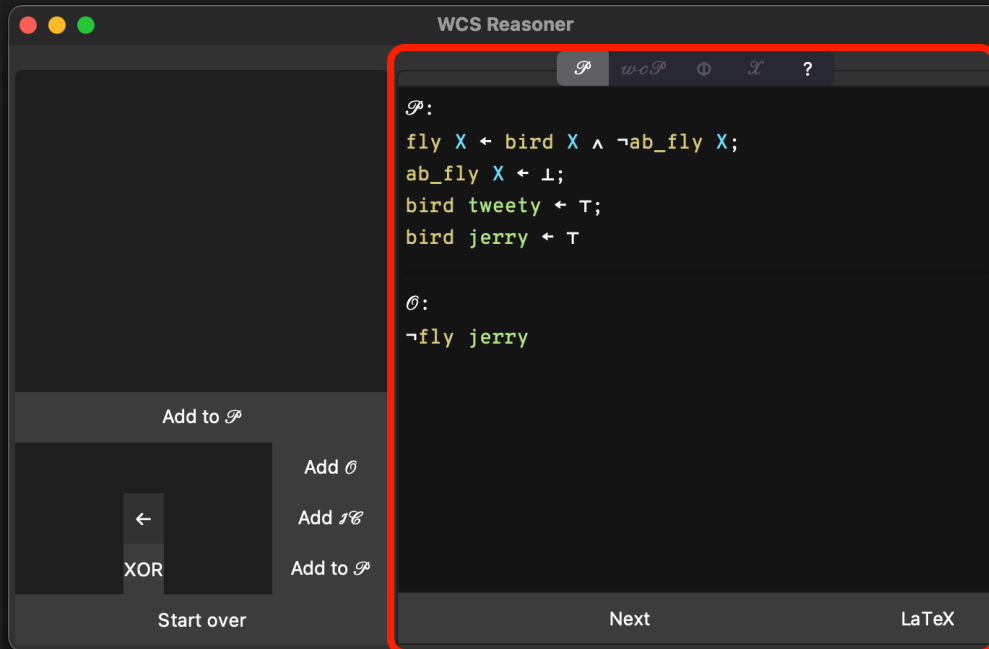 WCS Reasoner
𝒫 wc𝒫 Φ 𝒳 ?
𝒫:
fly X ← bird X ∧ ¬ab_fly X;
ab_fly X ← ⊥;
bird tweety ← ⊤;
bird jerry ← ⊤
𝒪:
¬fly jerry
Add to 𝒫
Add 𝒪
← Add ℐ𝒞
XOR Add to 𝒫
Start over
Next LaTeX